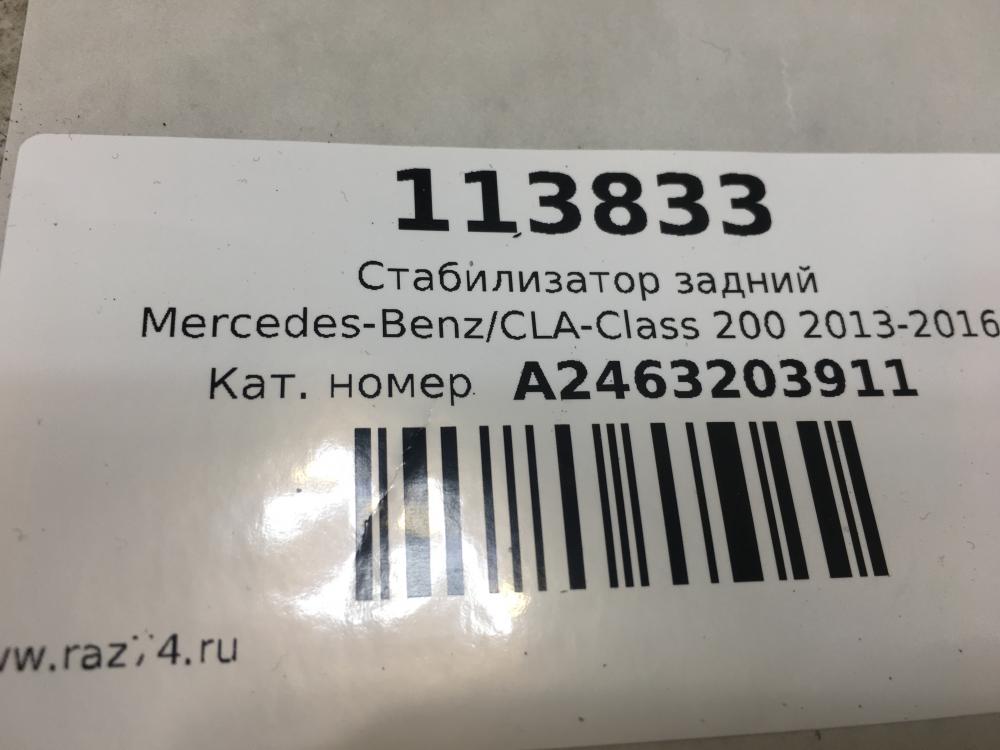 113833
Стабилизатор задний
Mercedes-Benz/CLA-Class 200 2013-2016
Кат. номер A2463203911